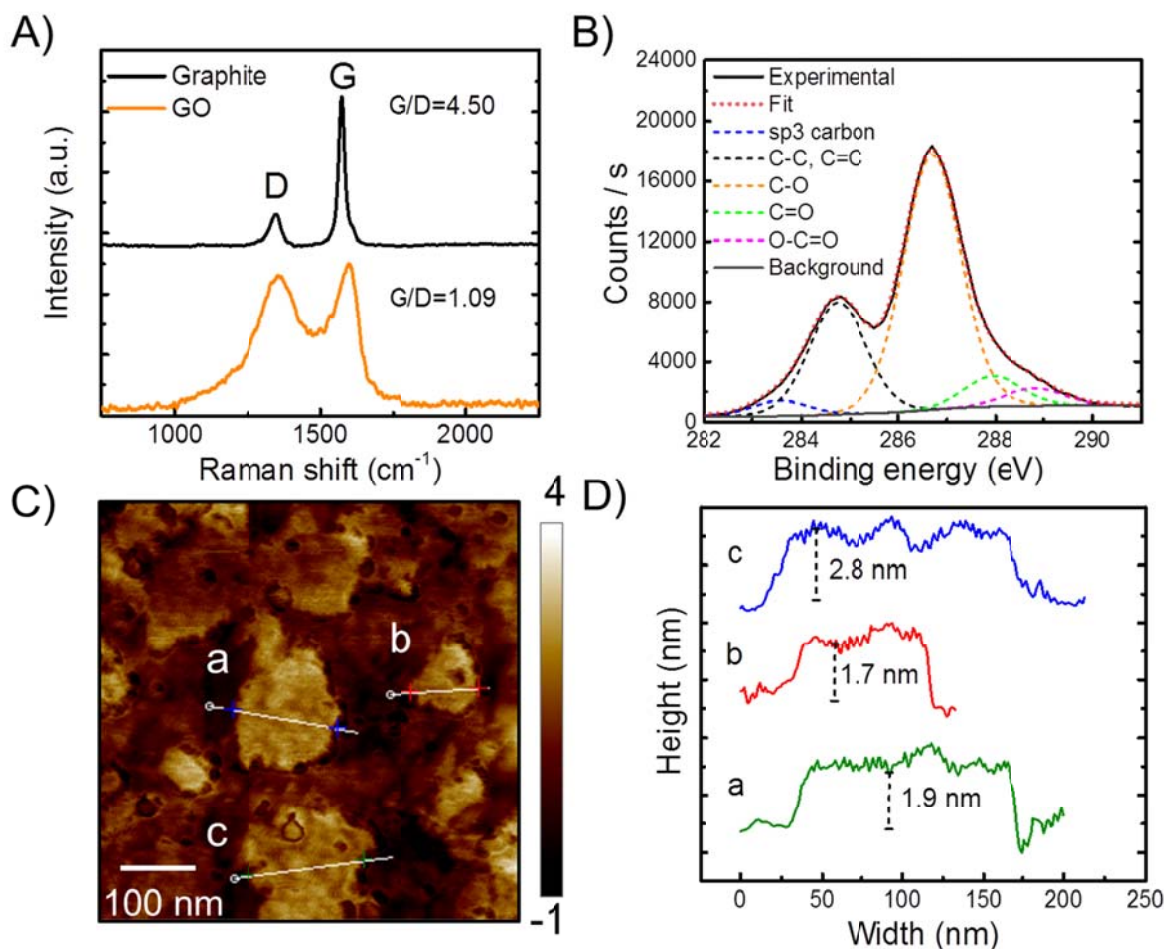 A)
Graphite
GO
D
G
G/D=4.50
G/D=1.09
Intensity (a.u.)
1000 1500 2000
Raman shift (cm⁻¹)
B)
24000
20000
16000
12000
8000
4000
0
Experimental
Fit
sp3 carbon
C-C, C=C
C-O
C=O
O-C=O
Background
Counts / s
282 284 286 288 290
Binding energy (eV)
C)
4
a
b
c
100 nm
-1
D)
c
2.8 nm
b
1.7 nm
a
1.9 nm
Height (nm)
0 50 100 150 200 250
Width (nm)